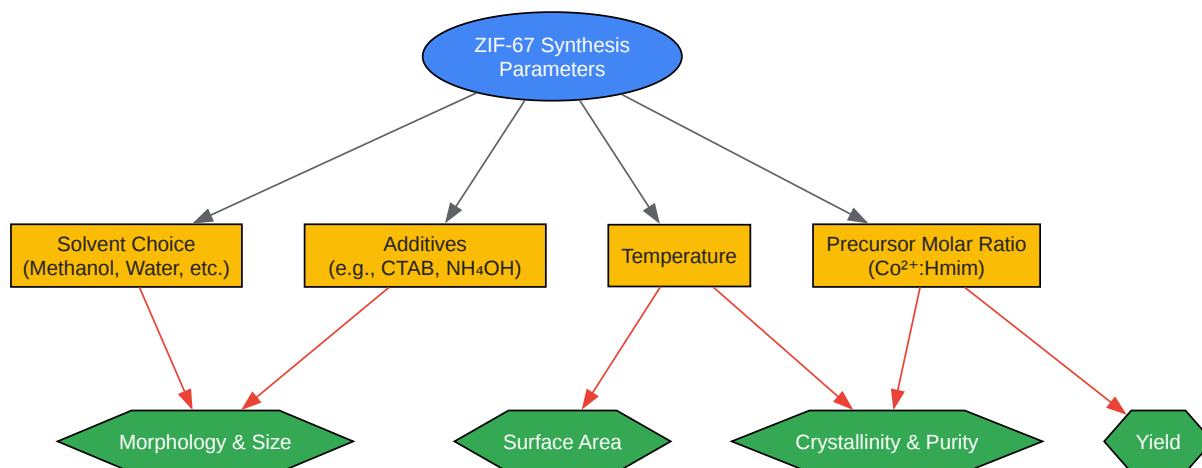 ZIF-67 Synthesis
Parameters
Solvent Choice
(Methanol, Water, etc.)
Additives
(e.g., CTAB, NH₄OH)
Temperature
Precursor Molar Ratio
(Co²⁺:Hmim)
Morphology & Size
Surface Area
Crystallinity & Purity
Yield